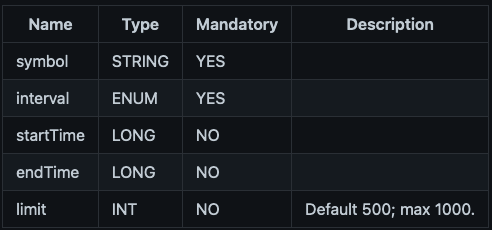 Name Type Mandatory Description
symbol STRING YES
interval ENUM YES
startTime LONG NO
endTime LONG NO
limit INT NO Default 500; max 1000.